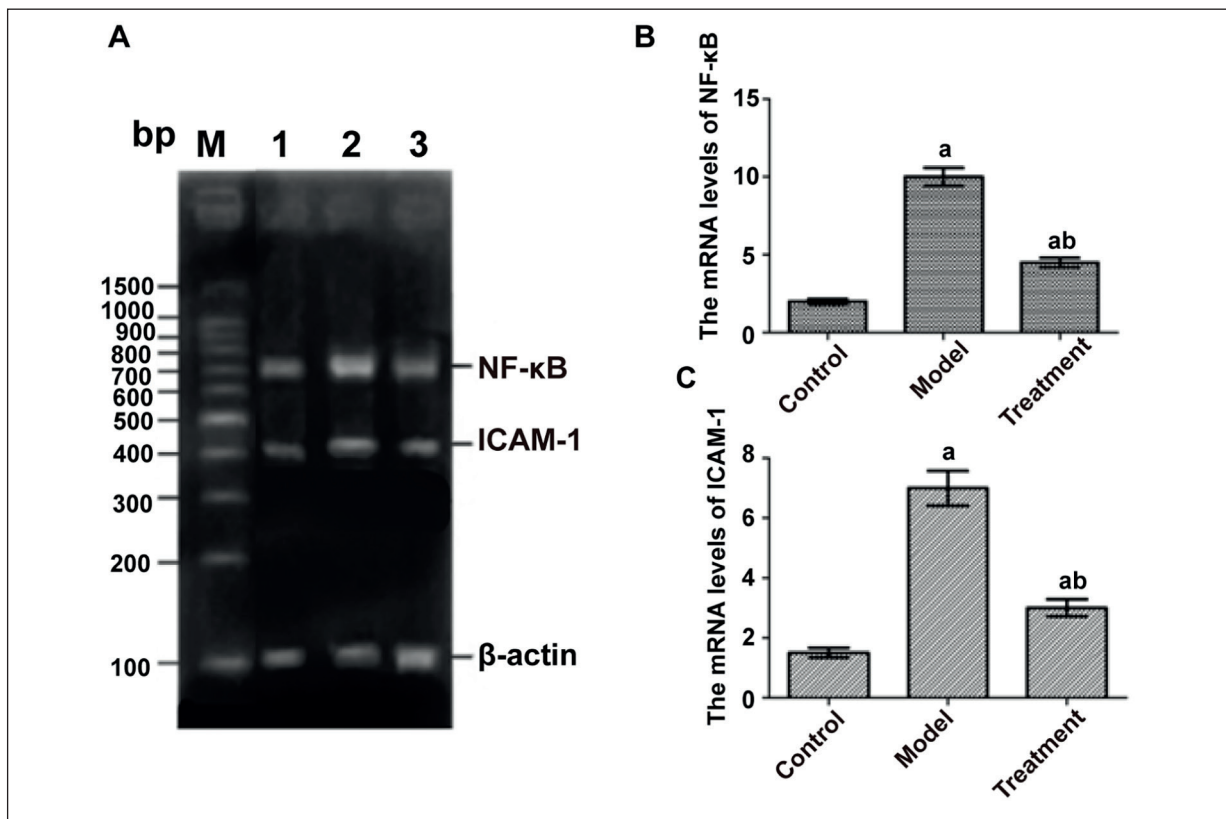 A
bp M 1 2 3
1500
1000
900
800
700
600
500
400
300
200
100
NF-κB
ICAM-1
β-actin
B
The mRNA levels of NF-κB
15
10
5
0
a
ab
Control
Model
Treatment
C
The mRNA levels of ICAM-1
8
6
4
2
0
a
ab
Control
Model
Treatment